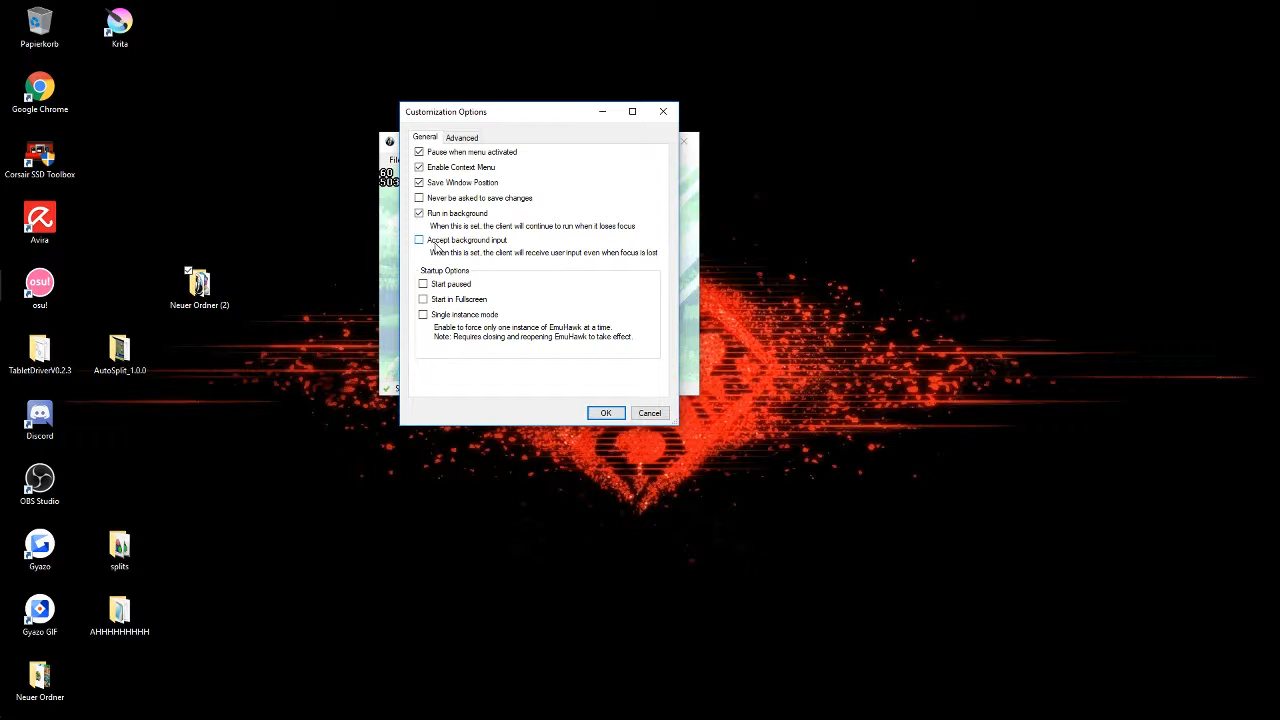 Papierkorb
Krita
Google Chrome
Corsair SSD Toolbox
Avira
osu!
osu!
Neuer Ordner (2)
TabletDriverV0.2.3
AutoSplit_1.0.0
Discord
OBS Studio
Gyazo
splits
Gyazo GIF
AHHHHHHHHH
Neuer Ordner
File
60
503
Customization Options
General
Advanced
Pause when menu activated
Enable Context Menu
Save Window Position
Never be asked to save changes
Run in background
When this is set, the client will continue to run when it loses focus
Accept background input
When this is set, the client will receive user input even when focus is lost
Startup Options
Start paused
Start in Fullscreen
Single instance mode
Enable to force only one instance of EmuHawk at a time.
Note: Requires closing and reopening EmuHawk to take effect.
OK
Cancel